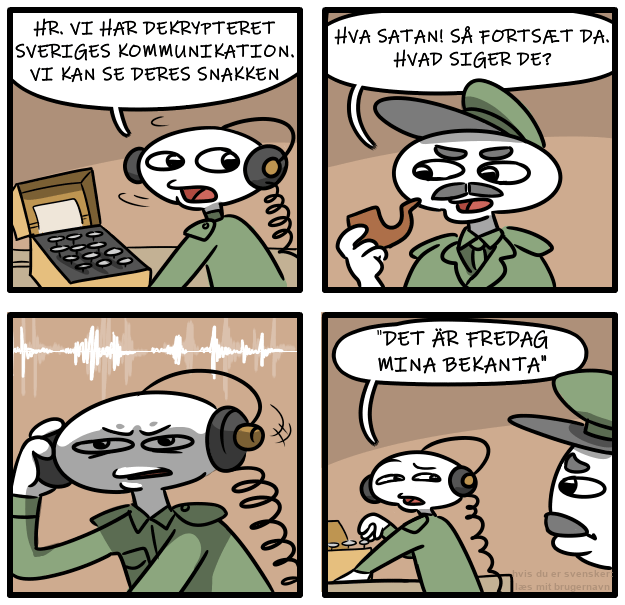 HR. VI HAR DEKRYPTERET
SVERIGES KOMMUNIKATION.
VI KAN SE DERES SNAKKEN
HVA SATAN! SÅ FORTSÆT DA.
HVAD SIGER DE?
"DET ÄR FREDAG
MINA BEKANTA"
hvis du er svensker
læs mit brugernavn